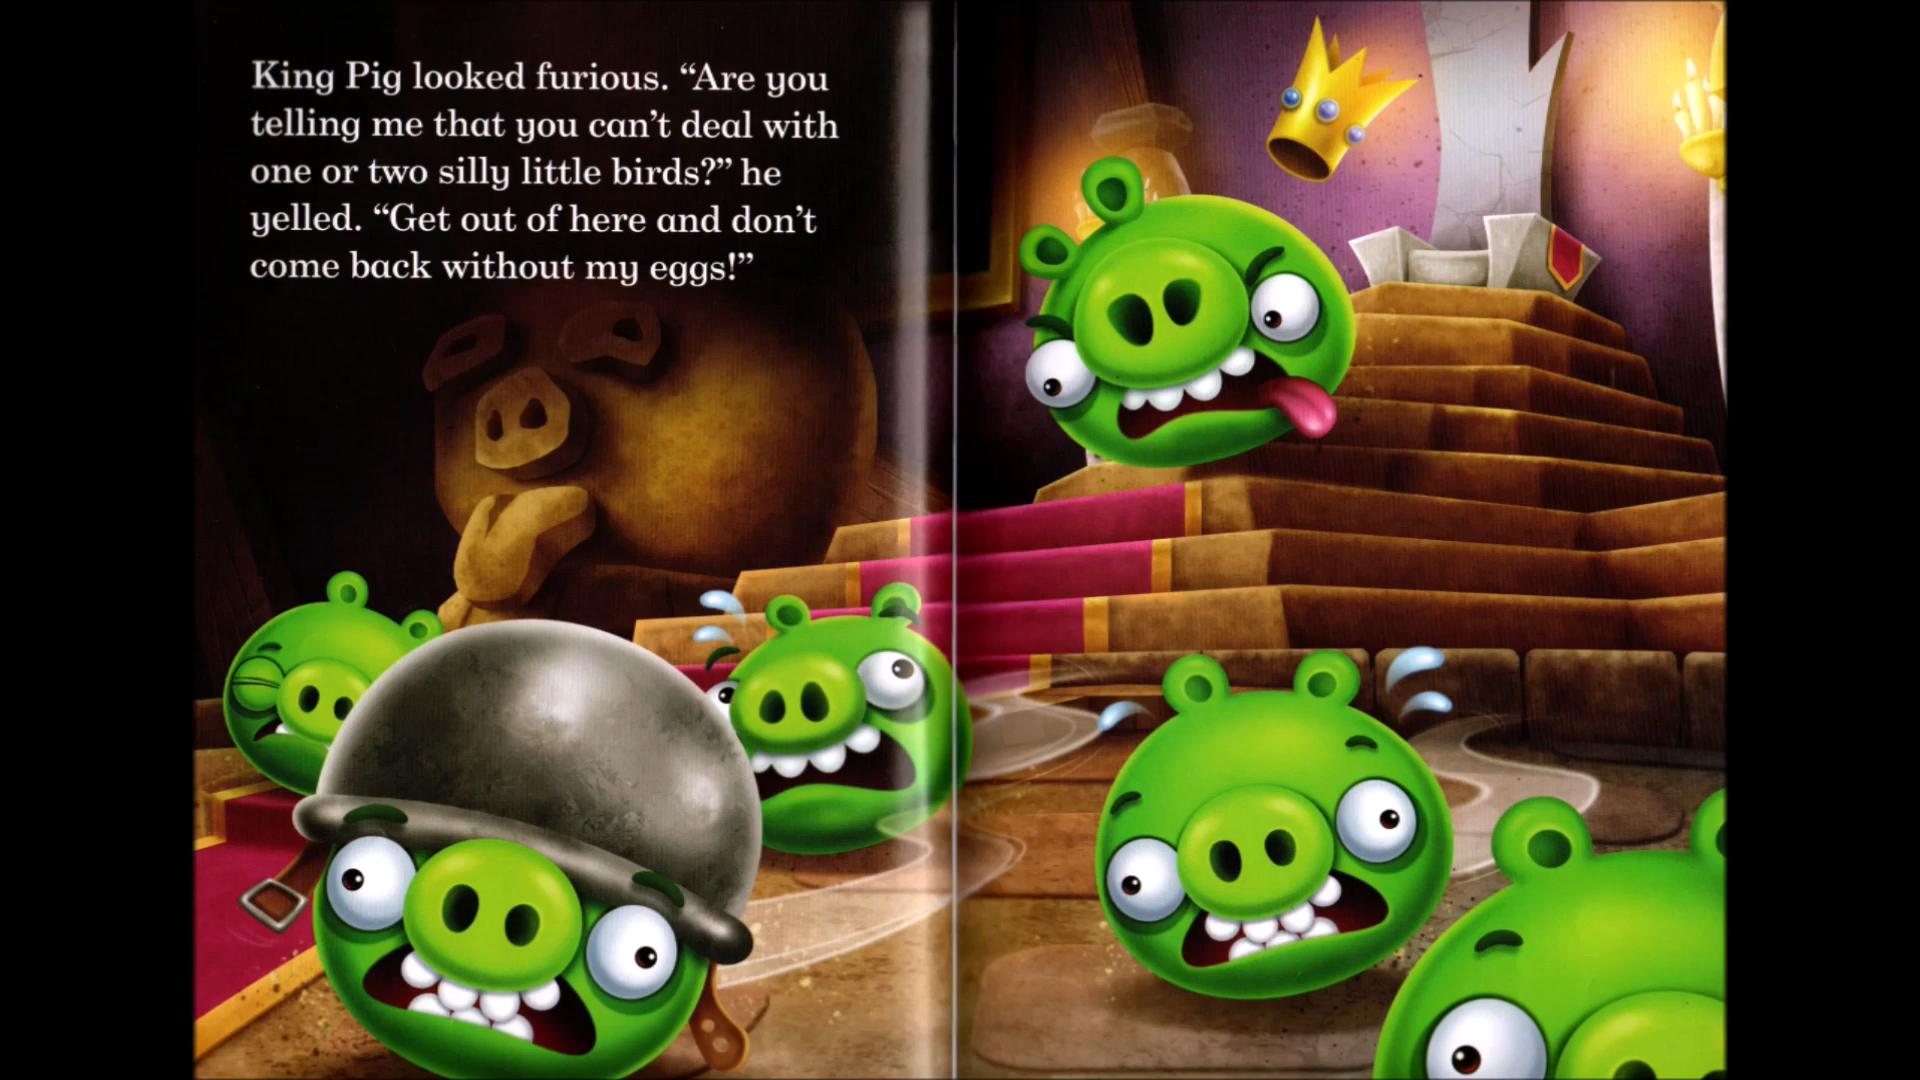 King Pig looked furious. “Are you
telling me that you can’t deal with
one or two silly little birds?” he
yelled. “Get out of here and don’t
come back without my eggs!”